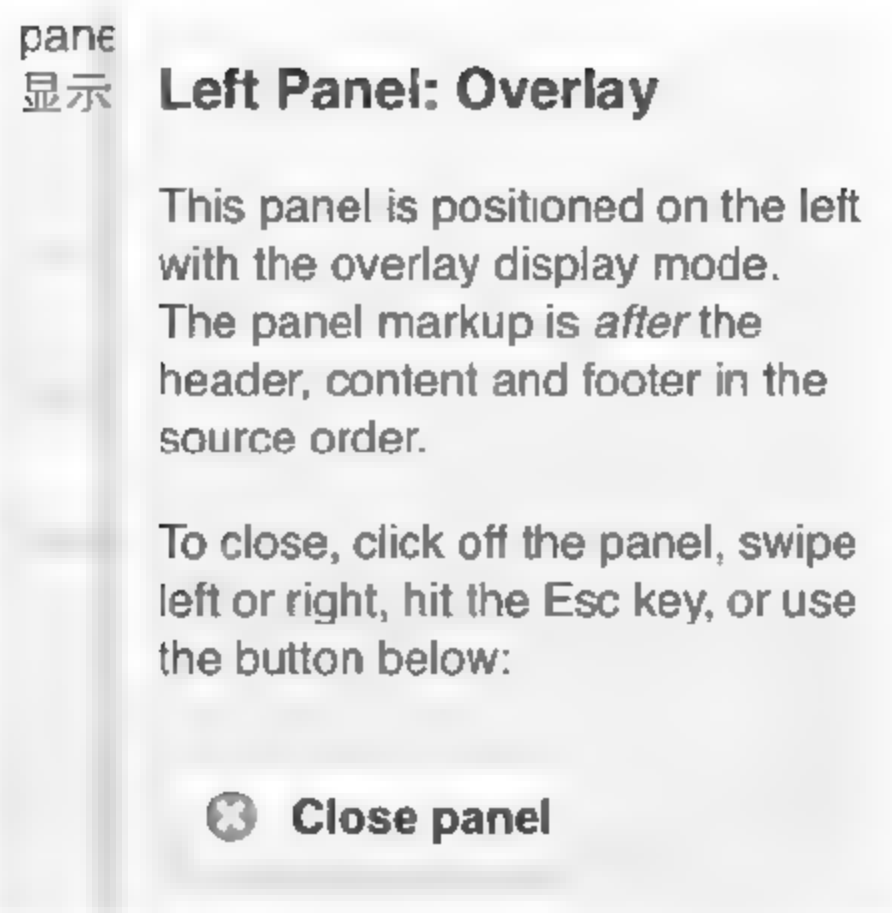 pane
显示
Left Panel: Overlay
This panel is positioned on the left
with the overlay display mode.
The panel markup is after the
header, content and footer in the
source order.
To close, click off the panel, swipe
left or right, hit the Esc key, or use
the button below:
Close panel